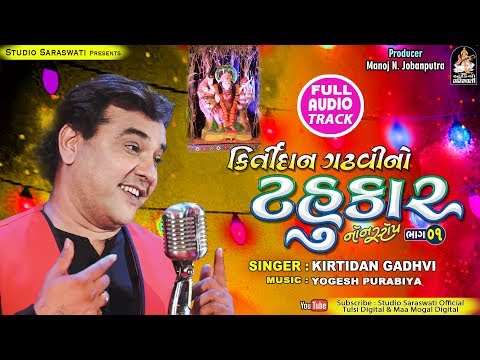 STUDIO SARASWATI PRESENTS
Producer
Manoj N. Jobanputra
FULL
AUDIO
TRACK
કિર્તીદાન ગઢવીનો
ટહુકાર
નોનસ્ટોપ ભાગ ૦૧
SINGER : KIRTIDAN GADHVI
MUSIC : YOGESH PURABIYA
YouTube
Subscribe : Studio Saraswati Official
Tulsi Digital & Maa Mogal Digital